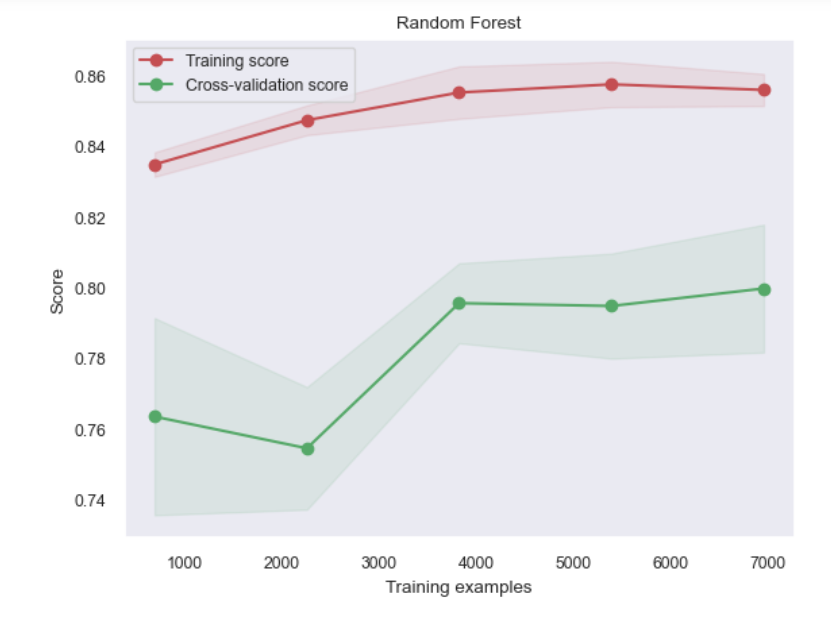 Random Forest
Training score
Cross-validation score
0.86
0.84
0.82
0.80
0.78
0.76
0.74
Score
1000 2000 3000 4000 5000 6000 7000
Training examples